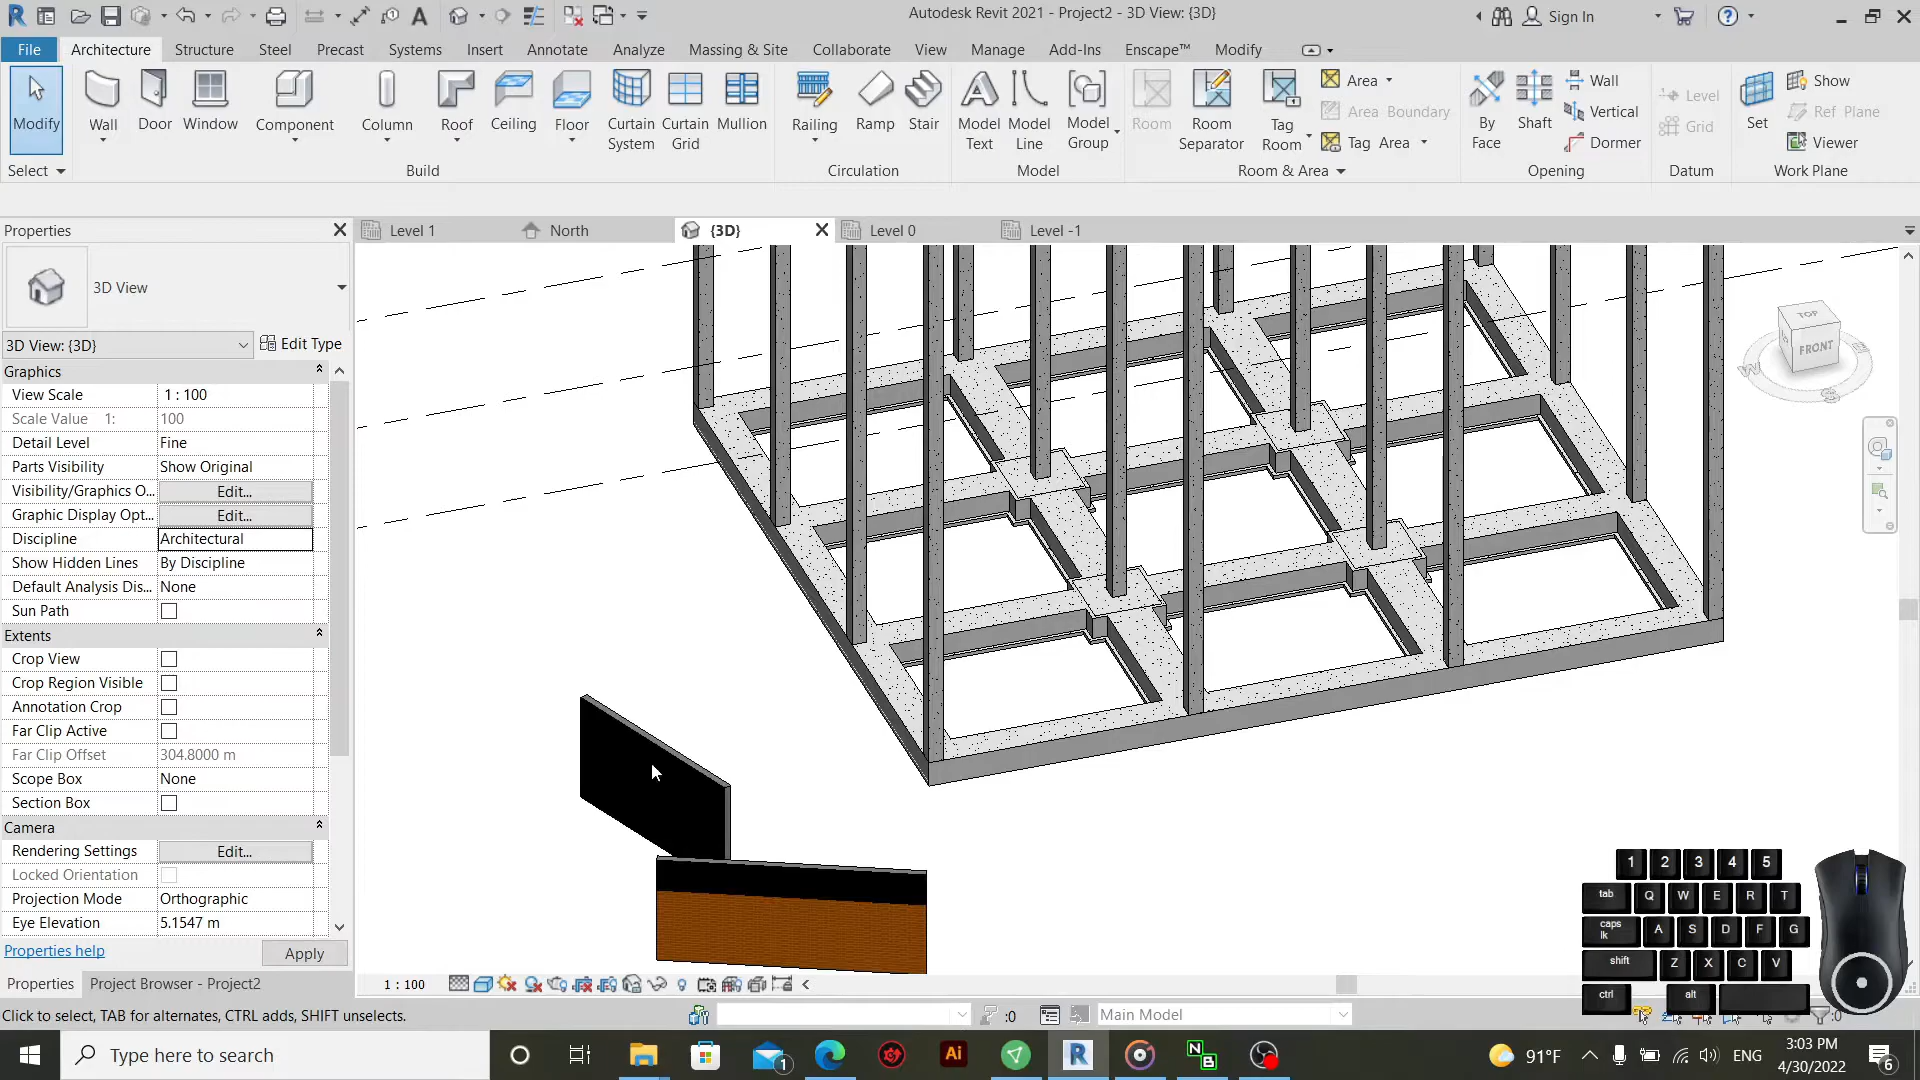 Autodesk Revit 2021 - Project2 - 3D View: {3D}
Sign In
File Architecture Structure Steel Precast Systems Insert Annotate Analyze Massing & Site Collaborate View Manage Add-Ins Enscape™ Modify
Modify Wall Door Window Component Column Roof Ceiling Floor Curtain System Curtain Grid Mullion
Railing Ramp Stair
Model Text Model Line Model Group
Room Room Separator Tag Room
Area
Area Boundary
Tag Area
By Face Shaft
Wall
Vertical
Dormer
Level
Grid
Set
Show
Ref Plane
Viewer
Select Build Circulation Model Room & Area Opening Datum Work Plane
Properties
Level 1 North {3D} Level 0 Level -1
3D View
3D View: {3D} Edit Type
Graphics
View Scale 1 : 100
Scale Value 1: 100
Detail Level Fine
Parts Visibility Show Original
Visibility/Graphics O... Edit...
Graphic Display Opt... Edit...
Discipline Architectural
Show Hidden Lines By Discipline
Default Analysis Dis... None
Sun Path
Extents
Crop View
Crop Region Visible
Annotation Crop
Far Clip Active
Far Clip Offset 304.8000 m
Scope Box None
Section Box
Camera
Rendering Settings Edit...
Locked Orientation
Projection Mode Orthographic
Eye Elevation 5.1547 m
Properties help Apply
Properties Project Browser - Project2
TOP
FRONT
W
1 2 3 4 5
tab Q W E R T
caps lk A S D F G
shift Z X C V
ctrl alt
1 : 100
Click to select, TAB for alternates, CTRL adds, SHIFT unselects.
:0
Main Model
:0
Type here to search
1
Ai
R
N
B
91°F
ENG
3:03 PM
4/30/2022
6